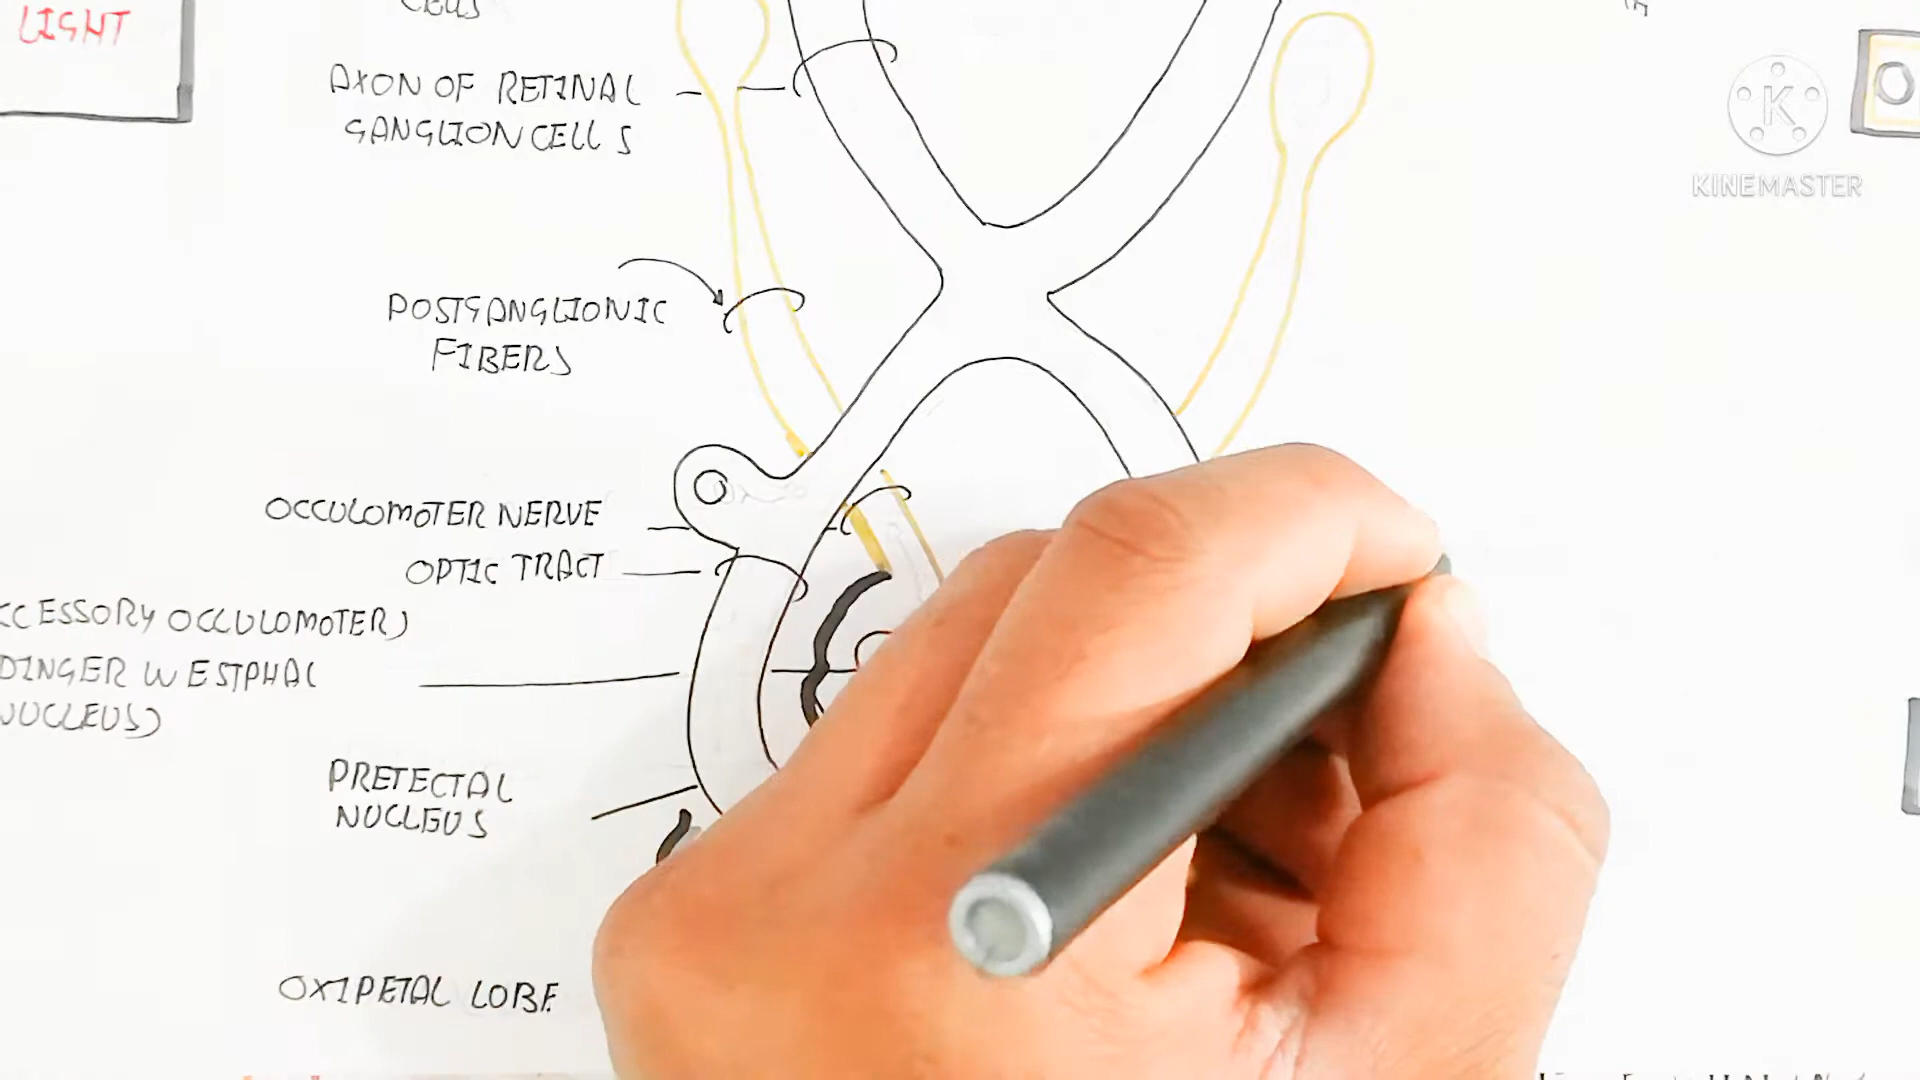 CELLS
LIGHT
AXON OF RETINAL
GANGLION CELLS
K
KINEMASTER
POSTGANGLIONIC
FIBERS
OCCULOMOTER NERVE
OPTIC TRACT
CCESSORY OCCULOMOTER)
DINGER WESTPHAL
NUCLEUS)
PRETECTAL
NUCLEUS
OXIPETAL LOBE